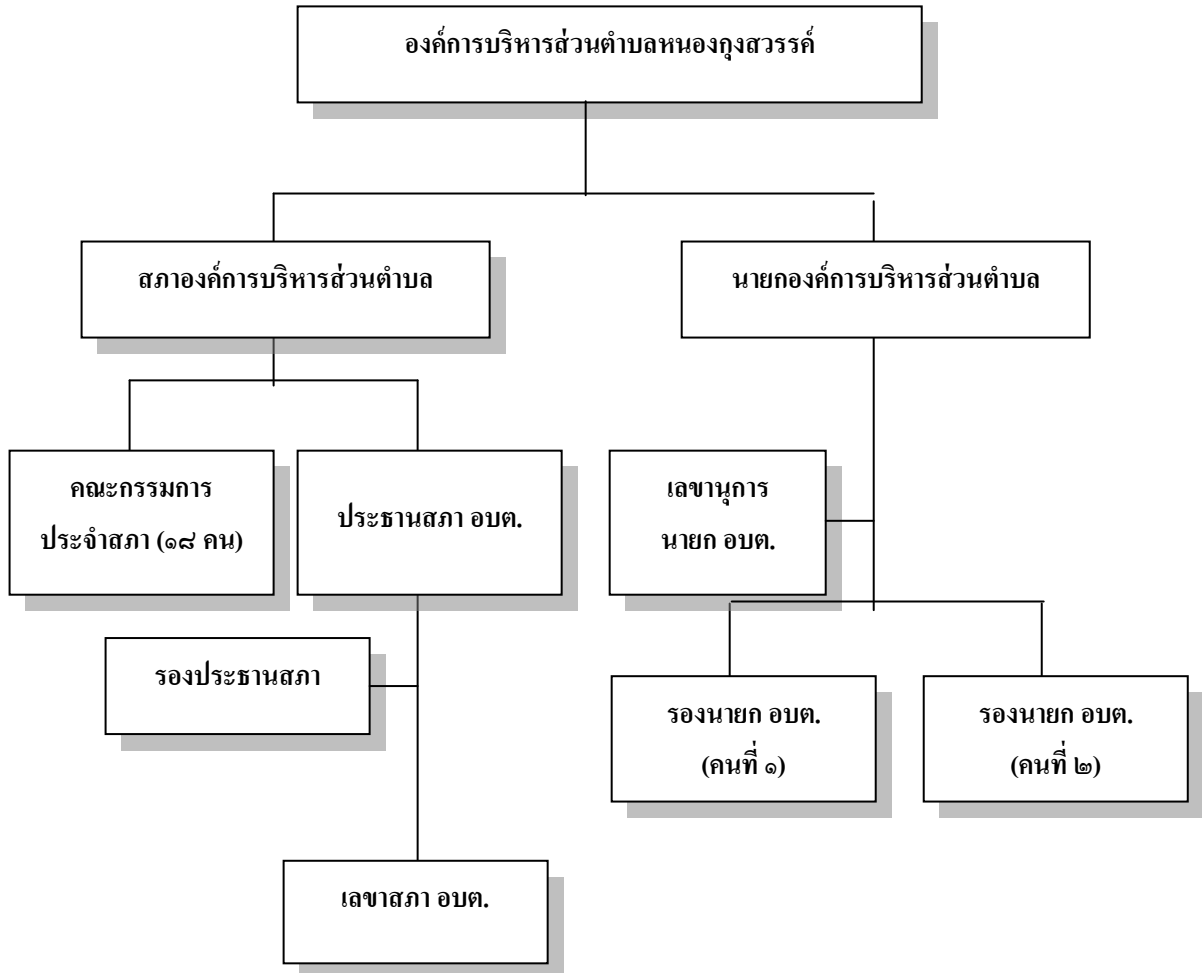 องค์การบริหารส่วนตำบลหนองกุงสวรรค์
สภาองค์การบริหารส่วนตำบล
นายกองค์การบริหารส่วนตำบล
คณะกรรมการ
ประจำสภา (๑๘ คน)
ประธานสภา อบต.
เลขานุการ
นายก อบต.
รองประธานสภา
รองนายก อบต.
(คนที่ ๑)
รองนายก อบต.
(คนที่ ๒)
เลขาสภา อบต.